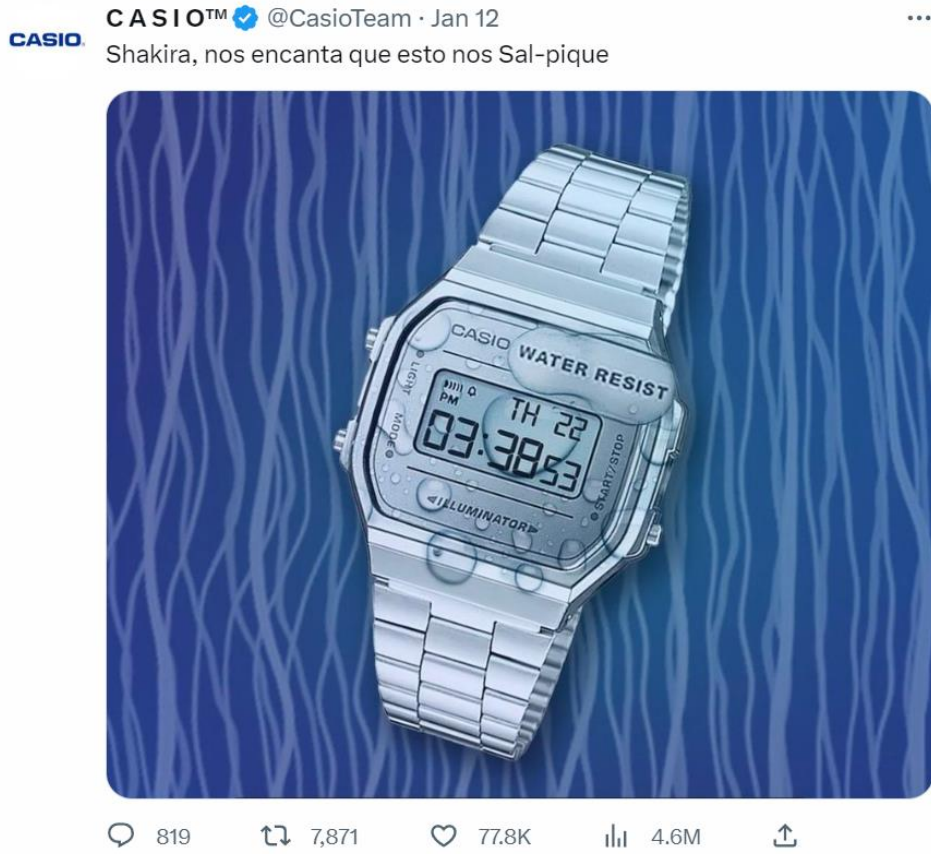 CASIO™ @CasioTeam · Jan 12
CASIO
Shakira, nos encanta que esto nos Sal-pique
CASIO
WATER RESIST
LIGHT
PM
TH 22
03:38 53
MODE
START/STOP
ILLUMINATOR
819 7,871 77.8K 4.6M